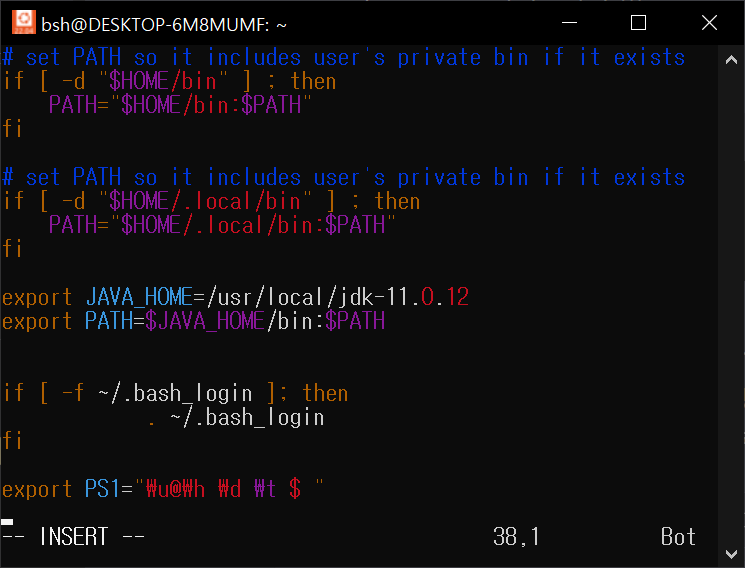 bsh@DESKTOP-6M8MUMF: ~
# set PATH so it includes user's private bin if it exists
if [ -d "$HOME/bin" ] ; then
    PATH="$HOME/bin:$PATH"
fi
# set PATH so it includes user's private bin if it exists
if [ -d "$HOME/.local/bin" ] ; then
    PATH="$HOME/.local/bin:$PATH"
fi
export JAVA_HOME=/usr/local/jdk-11.0.12
export PATH=$JAVA_HOME/bin:$PATH
if [ -f ~/.bash_login ]; then
            . ~/.bash_login
fi
export PS1="₩u@₩h ₩d ₩t $ "
-- INSERT -- 38,1 Bot